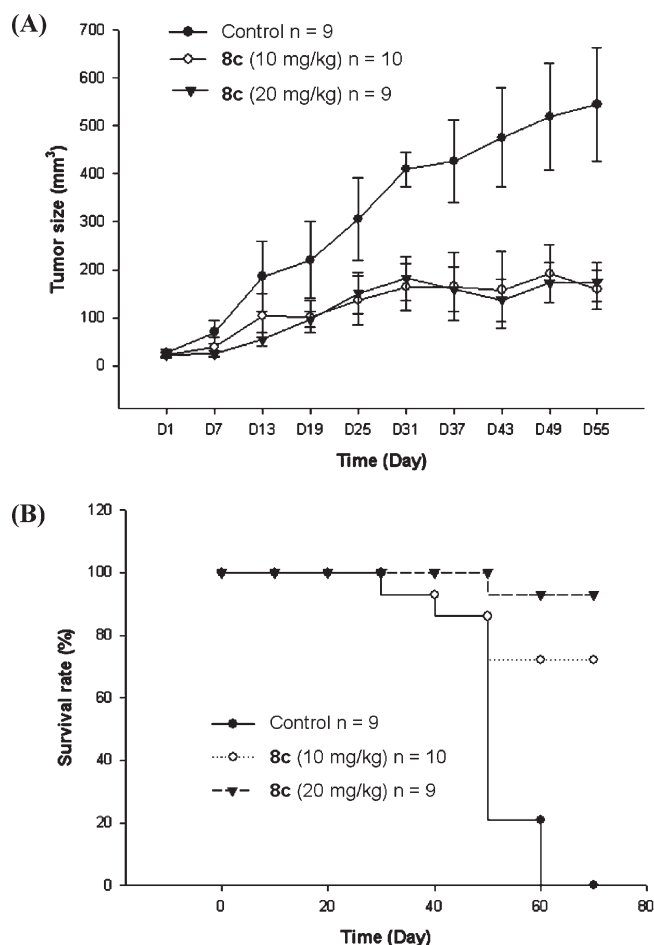 (A)
700
600
500
400
300
200
100
0
Tumor size (mm³)
Control n = 9
8c (10 mg/kg) n = 10
8c (20 mg/kg) n = 9
D1 D7 D13 D19 D25 D31 D37 D43 D49 D55
Time (Day)
(B)
120
100
80
60
40
20
0
Survival rate (%)
Control n = 9
8c (10 mg/kg) n = 10
8c (20 mg/kg) n = 9
0 20 40 60 80
Time (Day)